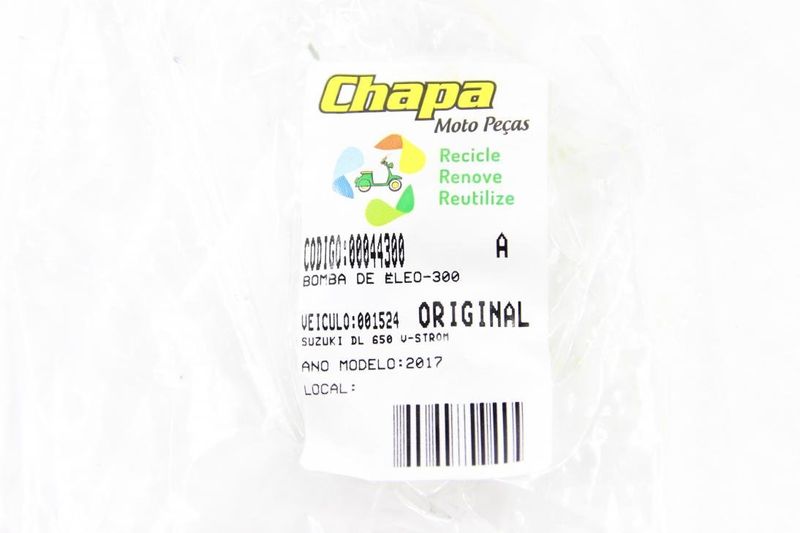 Chapa
Moto Peças
Recicle
Renove
Reutilize
CODIGO:00044300 A
BOMBA DE ÈLEO-300
VEICULO:001524 ORIGINAL
SUZUKI DL 650 V-STROM
ANO MODELO:2017
LOCAL: